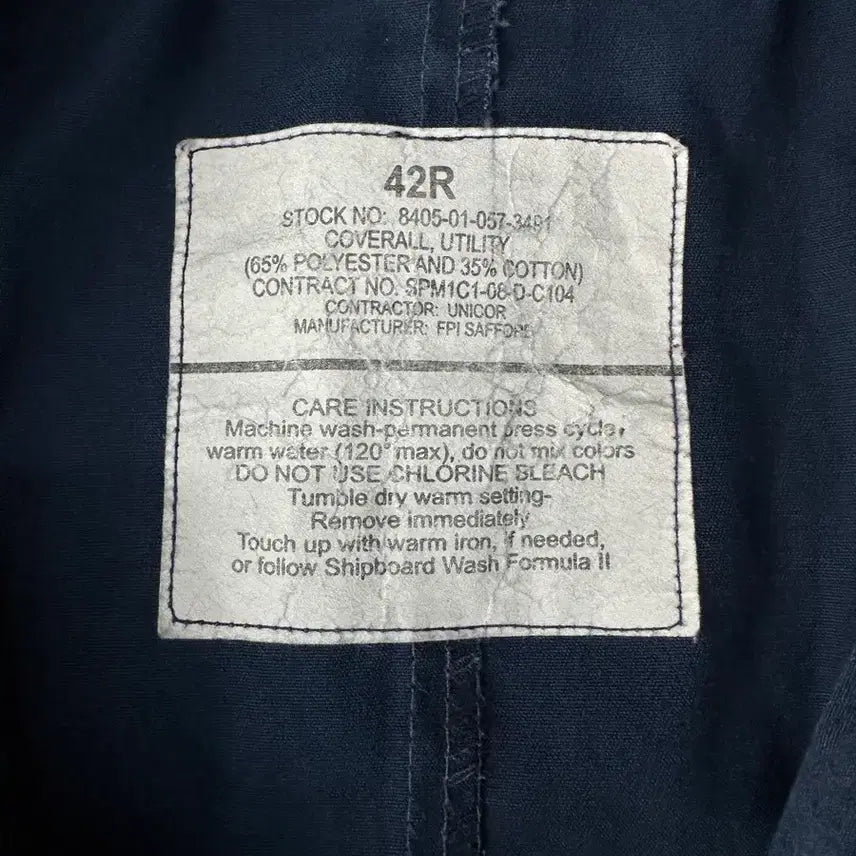 42R
STOCK NO: 8405-01-057-3491
COVERALL, UTILITY
(65% POLYESTER AND 35% COTTON)
CONTRACT NO. SPM1C1-06-D-C104
CONTRACTOR: UNICOR
MANUFACTURER: FPI SAFFORD
CARE INSTRUCTIONS
Machine wash-permanent press cycle,
warm water (120° max), do not mix colors
DO NOT USE CHLORINE BLEACH
Tumble dry warm setting-
Remove immediately
Touch up with warm iron, if needed,
or follow Shipboard Wash Formula II